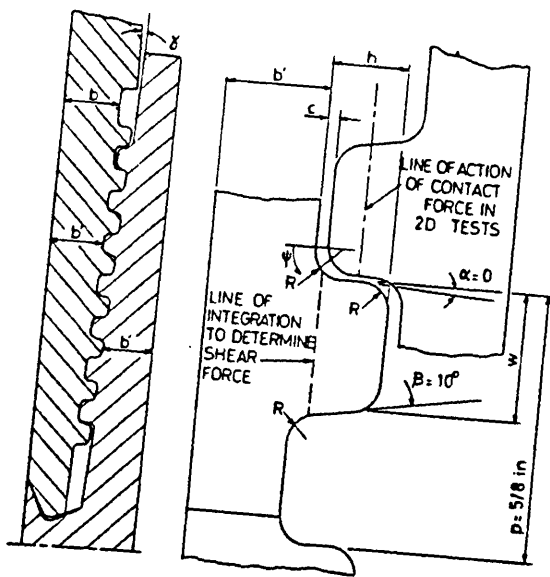 γ
b
b'
b'
b'
h
c
LINE OF ACTION
OF CONTACT
FORCE IN
2D TESTS
ψ
R
α=0
R
LINE OF
INTEGRATION
TO DETERMINE
SHEAR
FORCE
w
β=10°
R
p=5/8 in